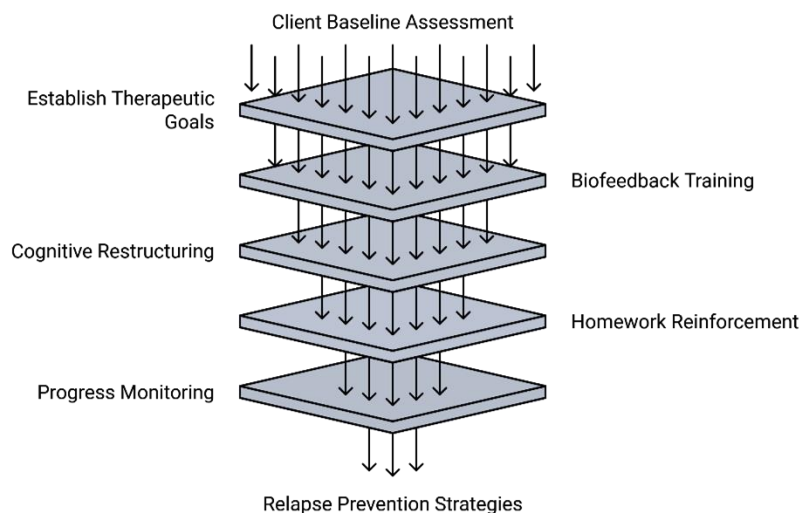 Client Baseline Assessment
Establish Therapeutic
Goals
Biofeedback Training
Cognitive Restructuring
Homework Reinforcement
Progress Monitoring
Relapse Prevention Strategies